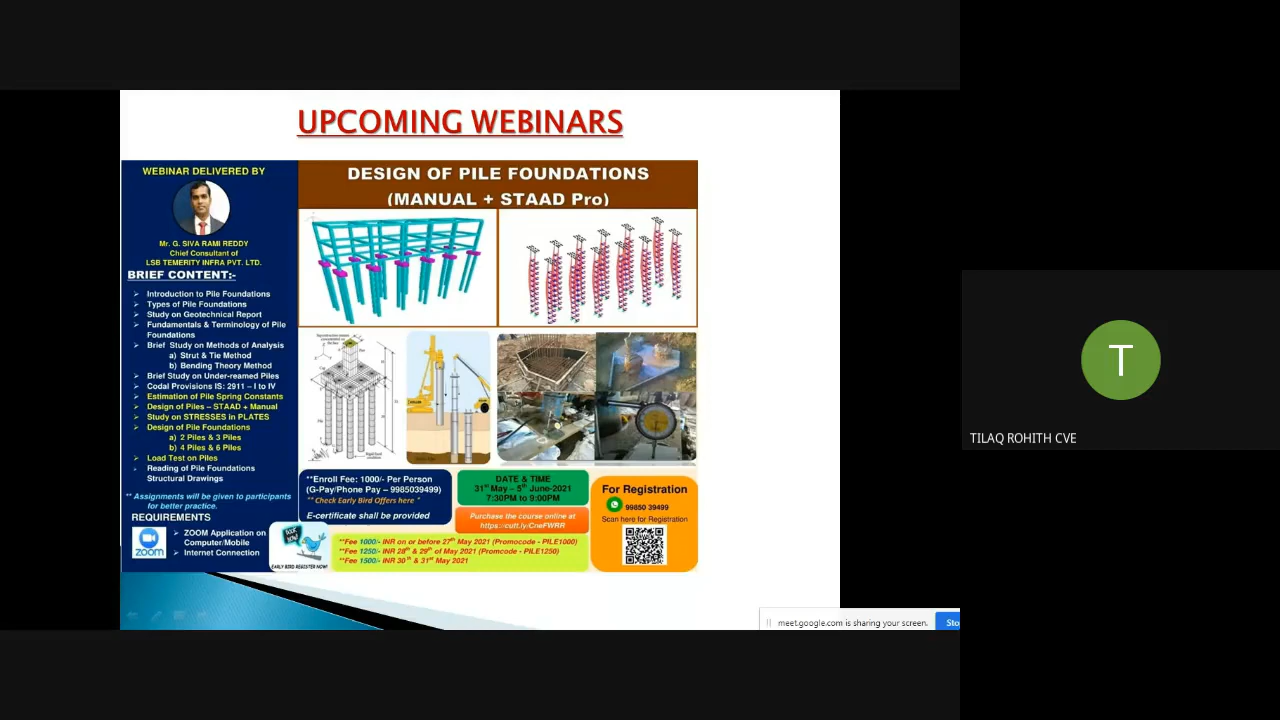 UPCOMING WEBINARS
WEBINAR DELIVERED BY
Mr. G. SIVA RAMI REDDY
Chief Consultant of
LSB TEMERITY INFRA PVT. LTD.
BRIEF CONTENT:-
Introduction to Pile Foundations
Types of Pile Foundations
Study on Geotechnical Report
Fundamentals & Terminology of Pile
Foundations
Brief Study on Methods of Analysis
a) Strut & Tie Method
b) Bending Theory Method
Brief Study on Under-reamed Piles
Codal Provisions IS: 2911 – I to IV
Estimation of Pile Spring Constants
Design of Piles – STAAD + Manual
Study on STRESSES in PLATES
Design of Pile Foundations
a) 2 Piles & 3 Piles
b) 4 Piles & 6 Piles
Load Test on Piles
Reading of Pile Foundations
Structural Drawings
** Assignments will be given to participants
for better practice.
REQUIREMENTS
zoom
ZOOM Application on
Computer/Mobile
Internet Connection
DESIGN OF PILE FOUNDATIONS
(MANUAL + STAAD Pro)
**Enroll Fee: 1000/- Per Person
(G-Pay/Phone Pay – 9985039499)
** Check Early Bird Offers here *
E-certificate shall be provided
DATE & TIME
31st May – 5th June-2021
7:30PM to 9:00PM
Purchase the course online at
https://cutt.ly/CneFWRR
EARLY BIRD REGISTER NOW!
**Fee 1000/- INR on or before 27th May 2021 (Promocode - PILE1000)
**Fee 1250/- INR 28th & 29th of May 2021 (Promocode - PILE1250)
**Fee 1500/- INR 30th & 31st May 2021
For Registration
99850 39499
Scan here for Registration
meet.google.com is sharing your screen.
Sto
T
TILAQ ROHITH CVE